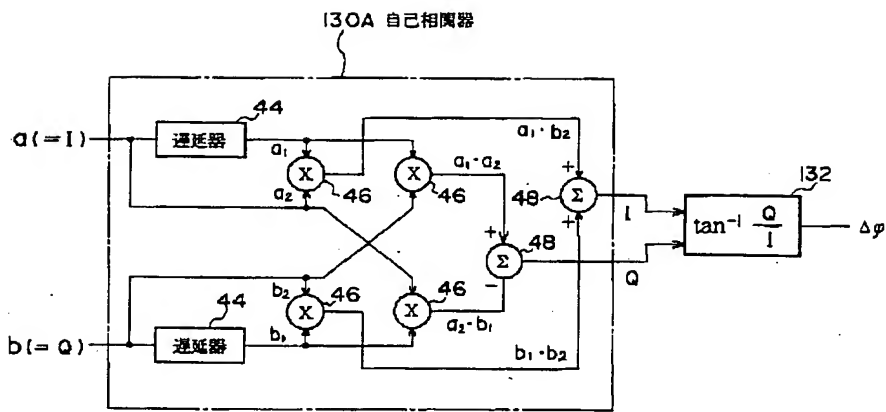 130A 自己相関器
44
a(=I)
遅延器
a₁
a₂
X
46
X
46
a₁・b₂
a₁・a₂
+
48
Σ
+
I
132
tan⁻¹ Q/I
Δφ
+
48
Σ
−
Q
b(=Q)
44
遅延器
b₂
b₁
X
46
X
46
a₂・b₁
b₁・b₂